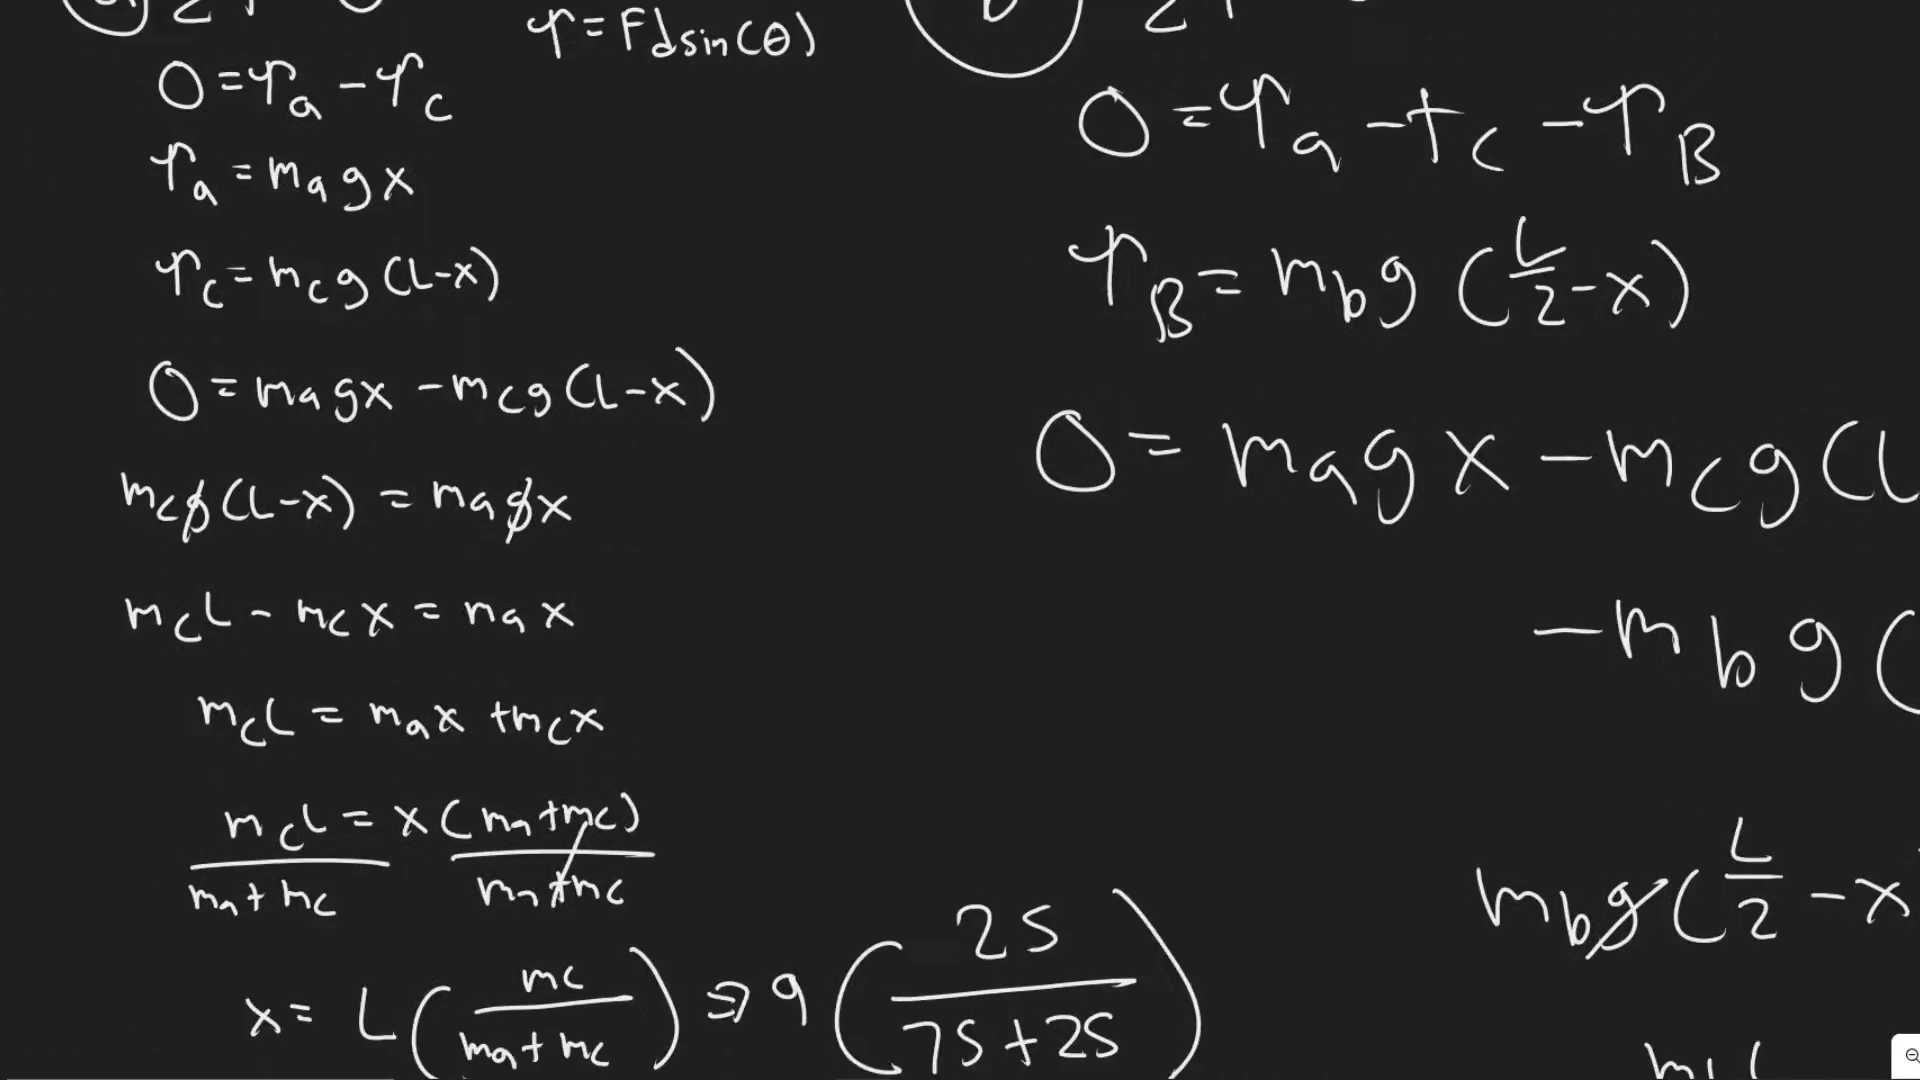 τ=Fdsin(θ)
0=τa-τc
τa=magx
τc=mcg(L-x)
0=magx-mcg(L-x)
mcg(L-x)=magx
mcL-mcx=max
mcL=max+mcx
mcL=x(ma+mc)
ma+mc ma+mc
x=L(mc/(ma+mc))⇒9(25/(75+25))
b
0=τa-τc-τB
τB=mbg(L/2-x)
0=magx-mcg(L
-mbg(
mbg(L/2-x